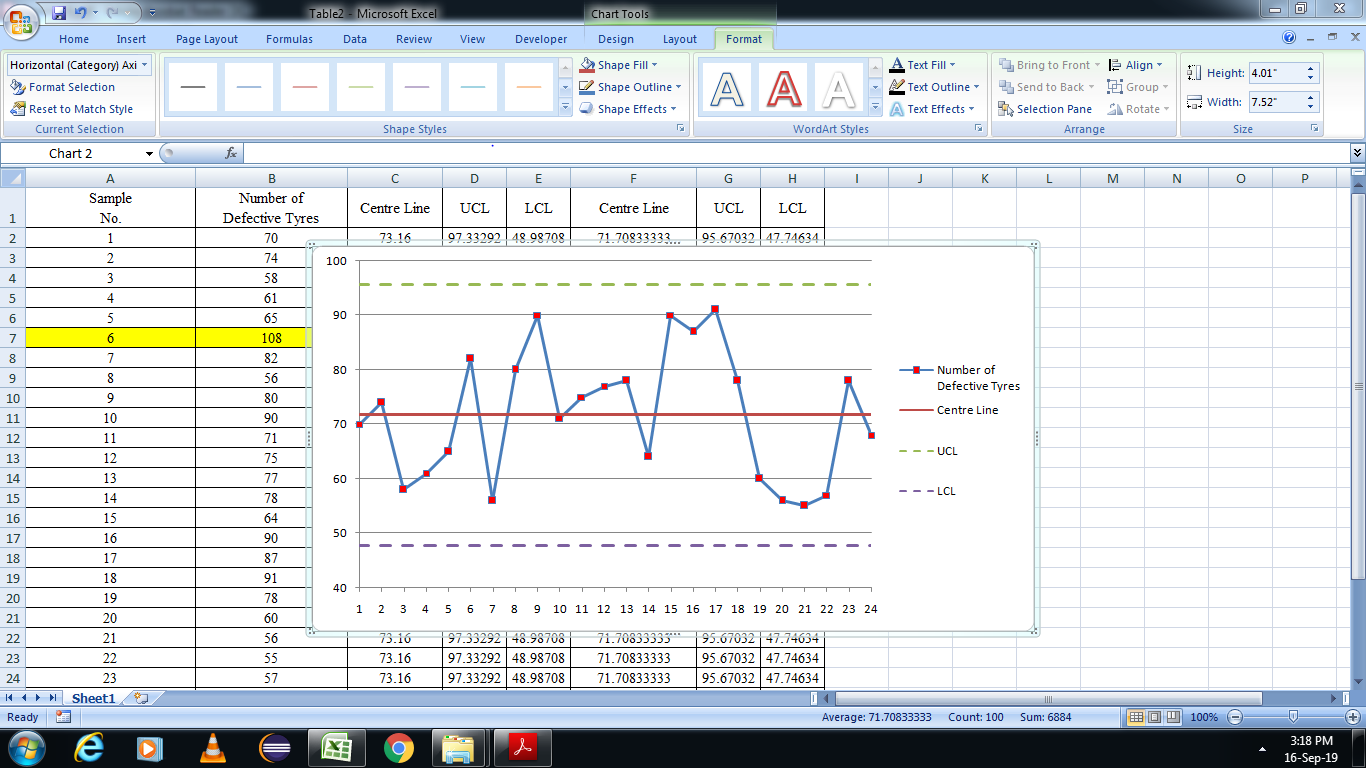 Table2 - Microsoft Excel
Chart Tools
Home Insert Page Layout Formulas Data Review View Developer Design Layout Format
Horizontal (Category) Axi
Format Selection
Reset to Match Style
Current Selection
Shape Styles
Shape Fill
Shape Outline
Shape Effects
WordArt Styles
Text Fill
Text Outline
Text Effects
Bring to Front
Send to Back
Selection Pane
Align
Group
Rotate
Arrange
Height: 4.01"
Width: 7.52"
Size
Chart 2
fx
A B C D E F G H I J K L M N O P
1 Sample
No. Number of
Defective Tyres Centre Line UCL LCL Centre Line UCL LCL
2 1 70 73.16 97.33292 48.98708 71.70833333 95.67032 47.74634
3 2 74
4 3 58
5 4 61
6 5 65
7 6 108
8 7 82
9 8 56
10 9 80
11 10 90
12 11 71
13 12 75
14 13 77
15 14 78
16 15 64
17 16 90
18 17 87
19 18 91
20 19 78
21 20 60
22 21 56 73.16 97.33292 48.98708 71.70833333 95.67032 47.74634
23 22 55 73.16 97.33292 48.98708 71.70833333 95.67032 47.74634
24 23 57 73.16 97.33292 48.98708 71.70833333 95.67032 47.74634
100
90
80
70
60
50
40
1 2 3 4 5 6 7 8 9 10 11 12 13 14 15 16 17 18 19 20 21 22 23 24
Number of
Defective Tyres
Centre Line
UCL
LCL
Sheet1
Ready
Average: 71.70833333 Count: 100 Sum: 6884
100%
3:18 PM
16-Sep-19